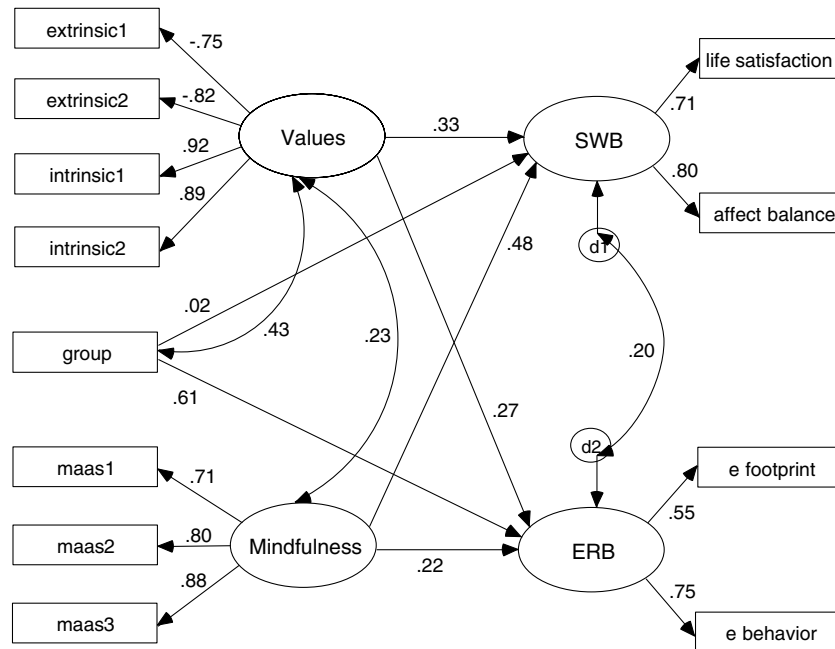 extrinsic1
-.75
life satisfaction
extrinsic2
-.82
.71
Values
.33
SWB
intrinsic1
.92
.80
.89
affect balance
intrinsic2
.48
d1
.02
.43
.23
group
.20
.61
.27
d2
maas1
.71
e footprint
.55
maas2
.80
Mindfulness
.22
ERB
.88
.75
maas3
e behavior